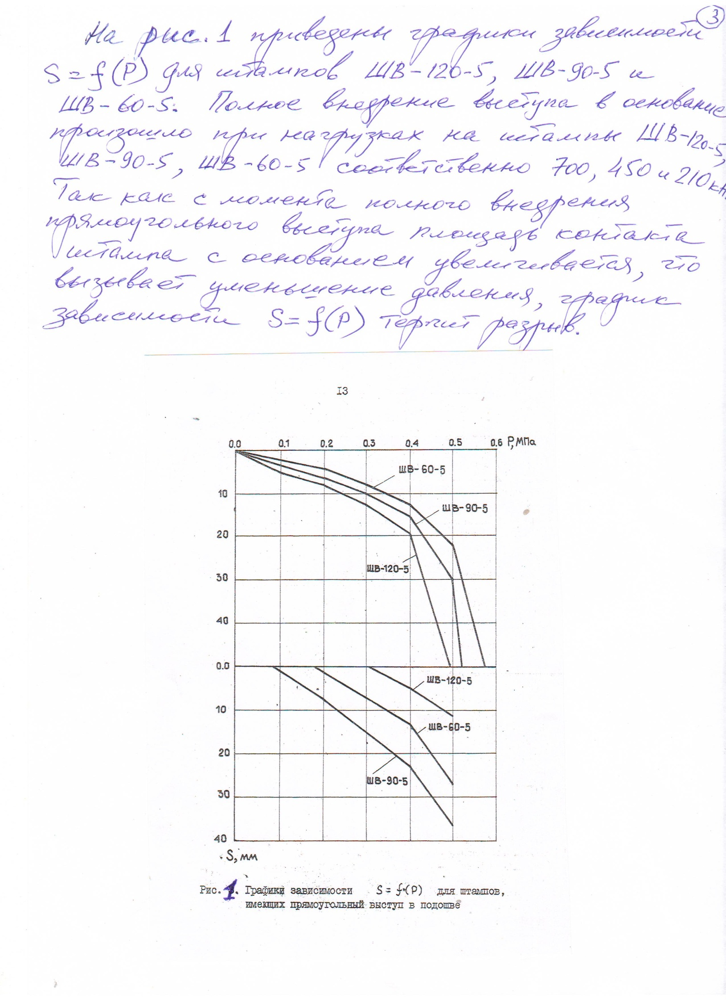 3
На рис. 1 приведены графики зависимости
S = f(P) для штампов ШВ-120-5, ШВ-90-5 и
ШВ-60-5. Полное внедрение выступа в основание
произошло при нагрузках на штампы ШВ-120-5,
ШВ-90-5, ШВ-60-5 соответственно 700, 450 и 210 кН.
Так как с момента полного внедрения
прямоугольного выступа площадь контакта
штампа с основанием увеличивается, что
вызывает уменьшение давления, график
зависимости S = f(P) терпит разрыв.
I3
0.0 0.1 0.2 0.3 0.4 0.5 0.6 P, МПа
ШВ-60-5
10
ШВ-90-5
20
ШВ-120-5
30
40
0.0
ШВ-120-5
10
ШВ-60-5
20
ШВ-90-5
30
40
S, мм
Рис. 1. Графики зависимости S = f(P) для штампов,
имеющих прямоугольный выступ в подошве